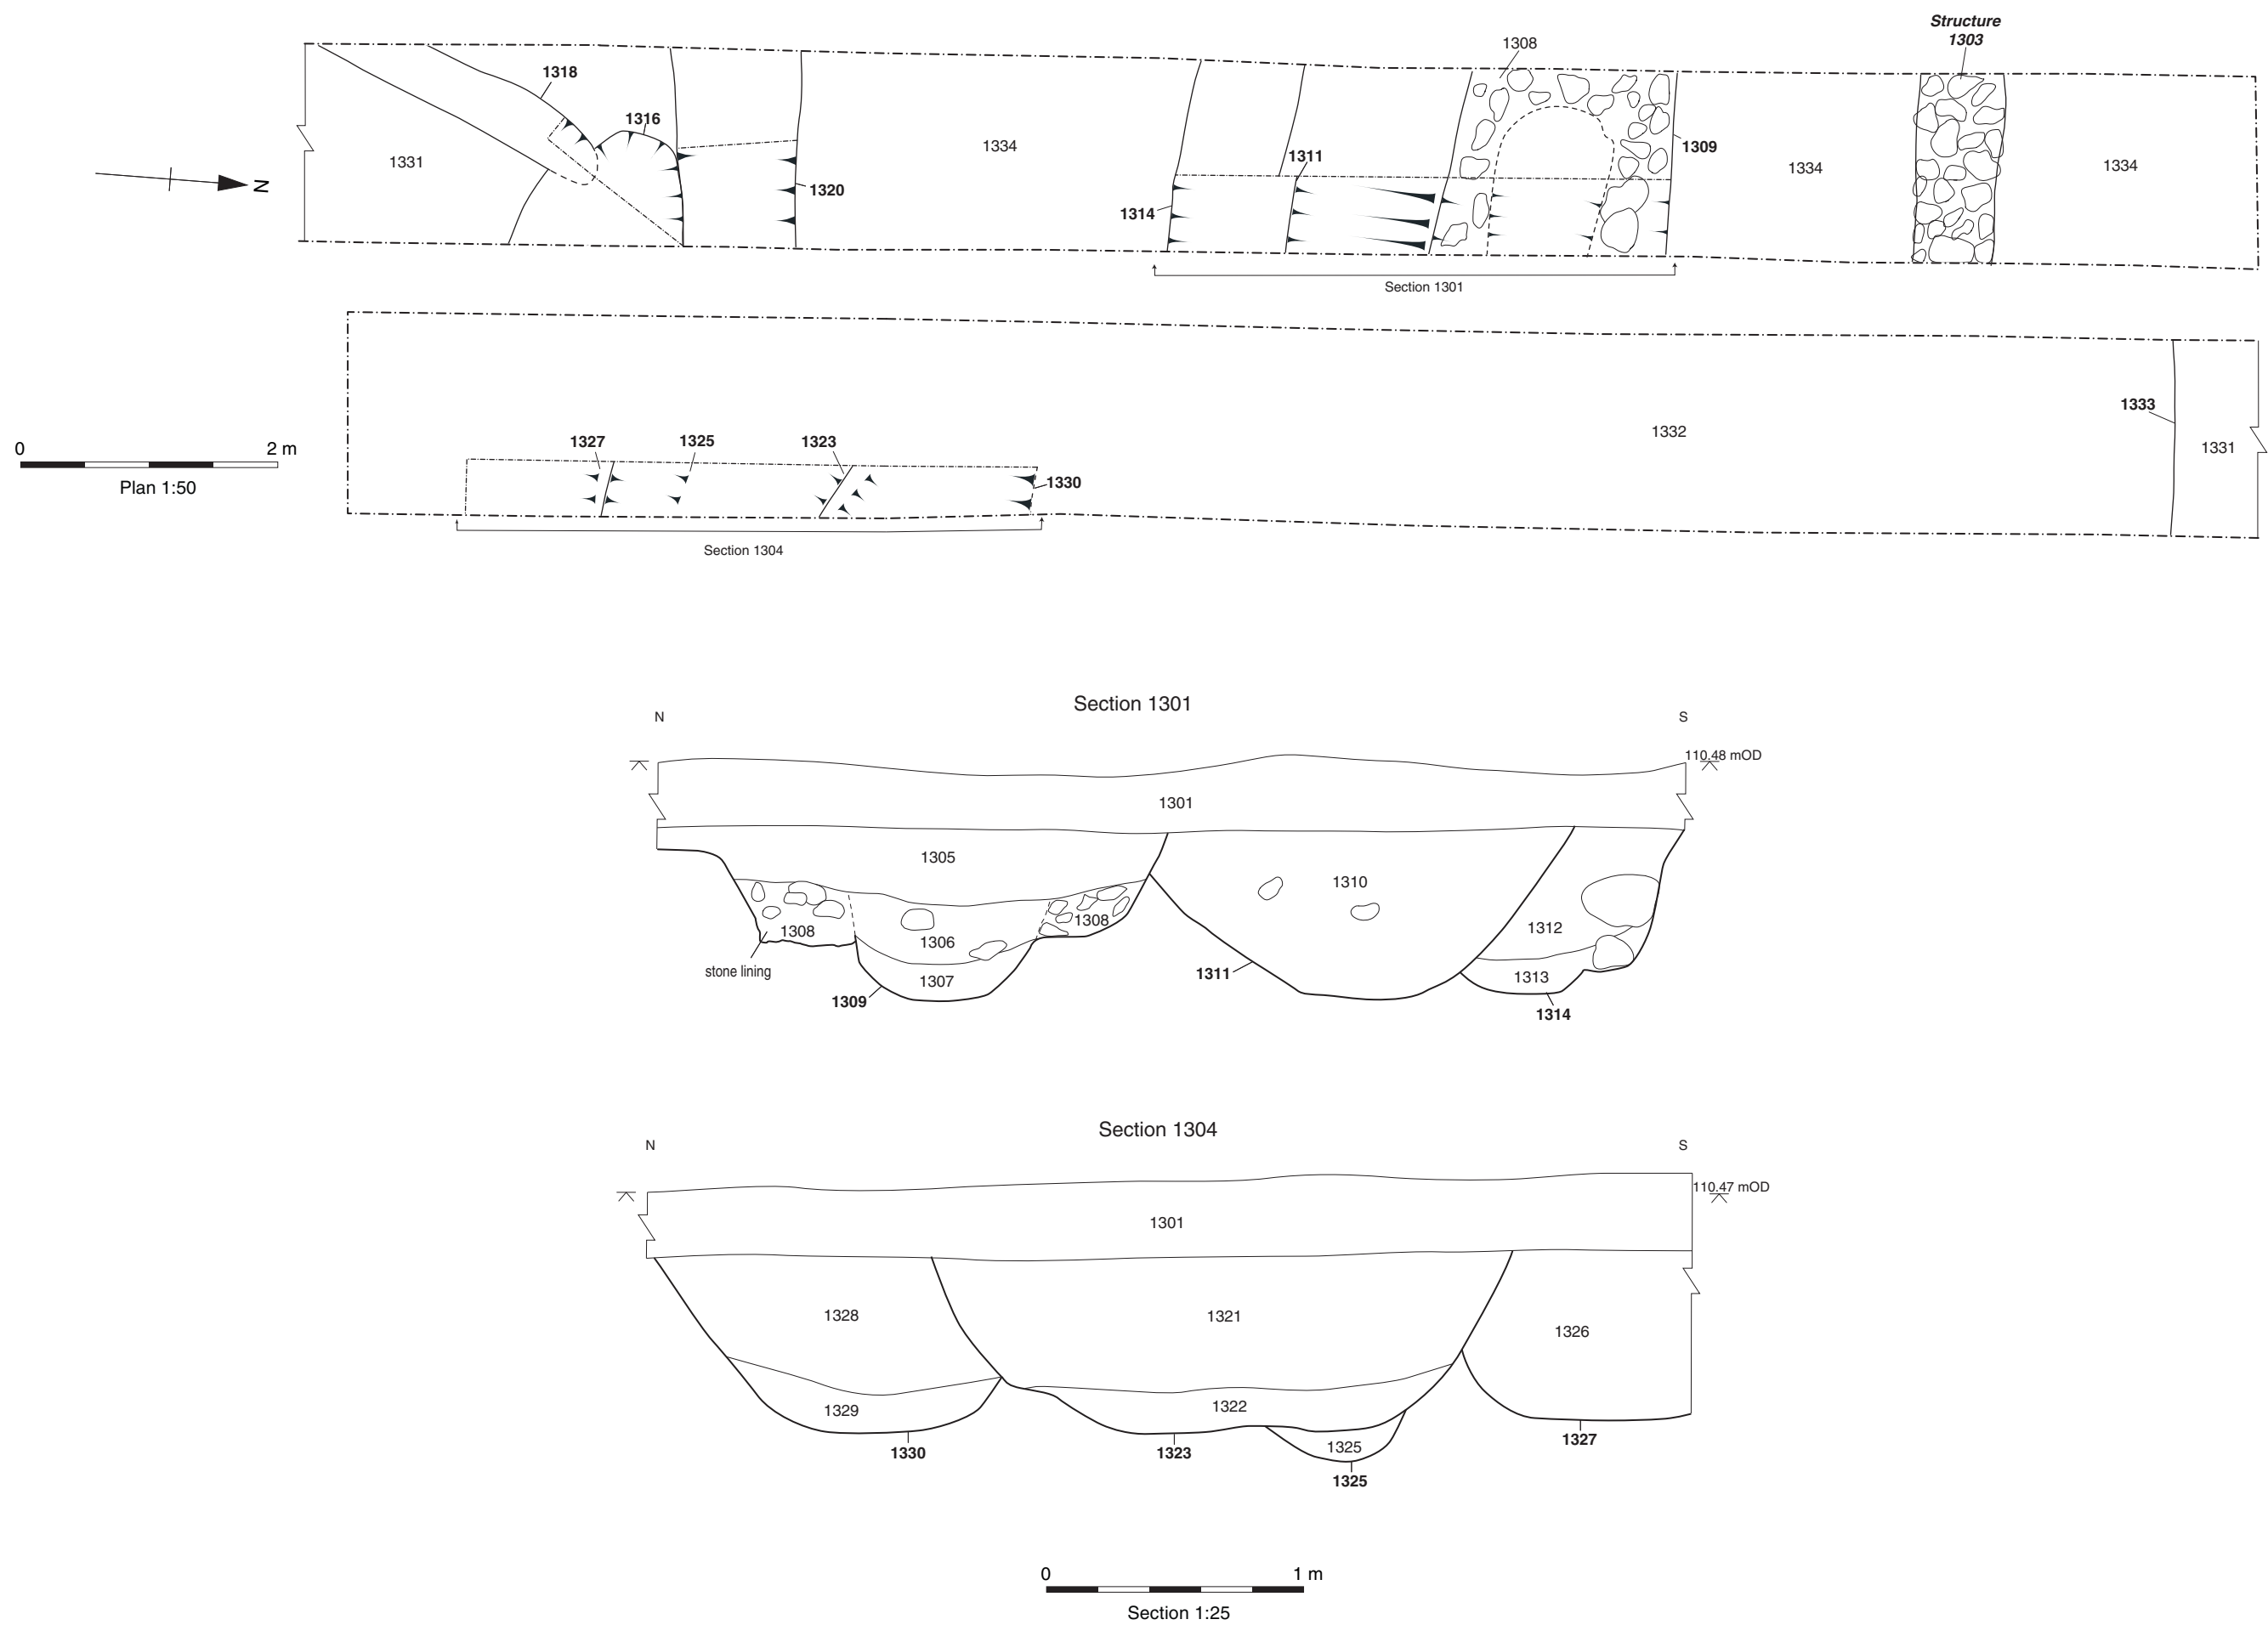 Structure
1303
1308
1318
1316
1331
1334
1311
1309
1334
1334
N
1320
1314
Section 1301
0 2 m
Plan 1:50
1327 1325 1323
1330
1332
1333
1331
Section 1304
Section 1301
N S
110.48 mOD
1301
1305
1310
1308
1306
1308
1312
stone lining
1307
1309
1311
1313
1314
Section 1304
N S
110.47 mOD
1301
1328
1321
1326
1329
1322
1325
1330
1323
1325
1327
0 1 m
Section 1:25